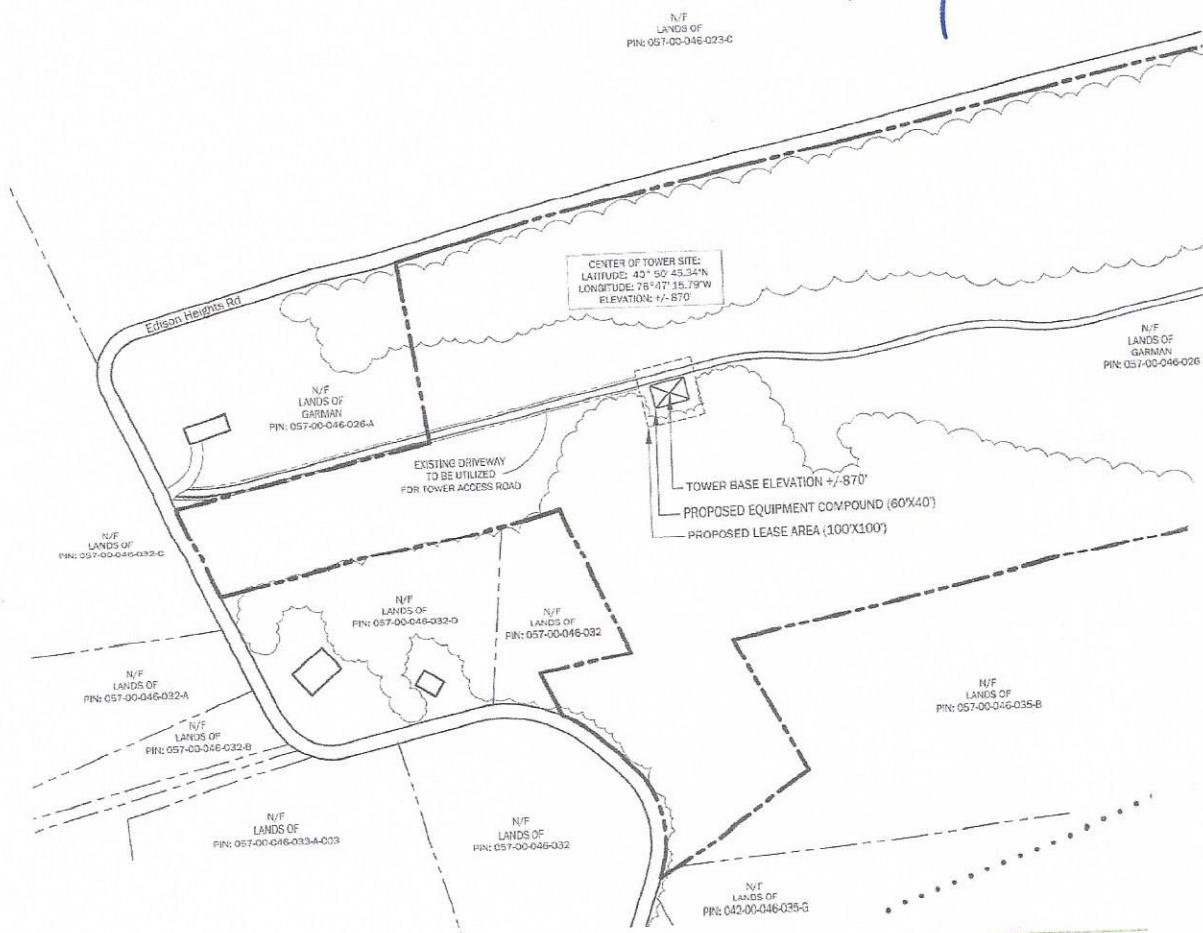 N/F
LANDS OF
PIN: 057-00-046-023-C
CENTER OF TOWER SITE:
LATITUDE: 40° 50' 45.34"N
LONGITUDE: 76°47' 15.79"W
ELEVATION: +/- 870'
Edison Heights Rd
N/F
LANDS OF
GARMAN
PIN: 057-00-046-026
N/F
LANDS OF
GARMAN
PIN: 057-00-046-026-A
EXISTING DRIVEWAY
TO BE UTILIZED
FOR TOWER ACCESS ROAD
TOWER BASE ELEVATION +/-870'
PROPOSED EQUIPMENT COMPOUND (60'X40')
PROPOSED LEASE AREA (100'X100')
N/F
LANDS OF
PIN: 057-00-046-032-C
N/F
LANDS OF
PIN: 057-00-046-032-D
N/F
LANDS OF
PIN: 057-00-046-032
N/F
LANDS OF
PIN: 057-00-046-032-A
N/F
LANDS OF
PIN: 057-00-046-035-B
N/F
LANDS OF
PIN: 057-00-046-032-B
N/F
LANDS OF
PIN: 057-00-046-033-A-003
N/F
LANDS OF
PIN: 057-00-046-032
N/F
LANDS OF
PIN: 042-00-046-035-G